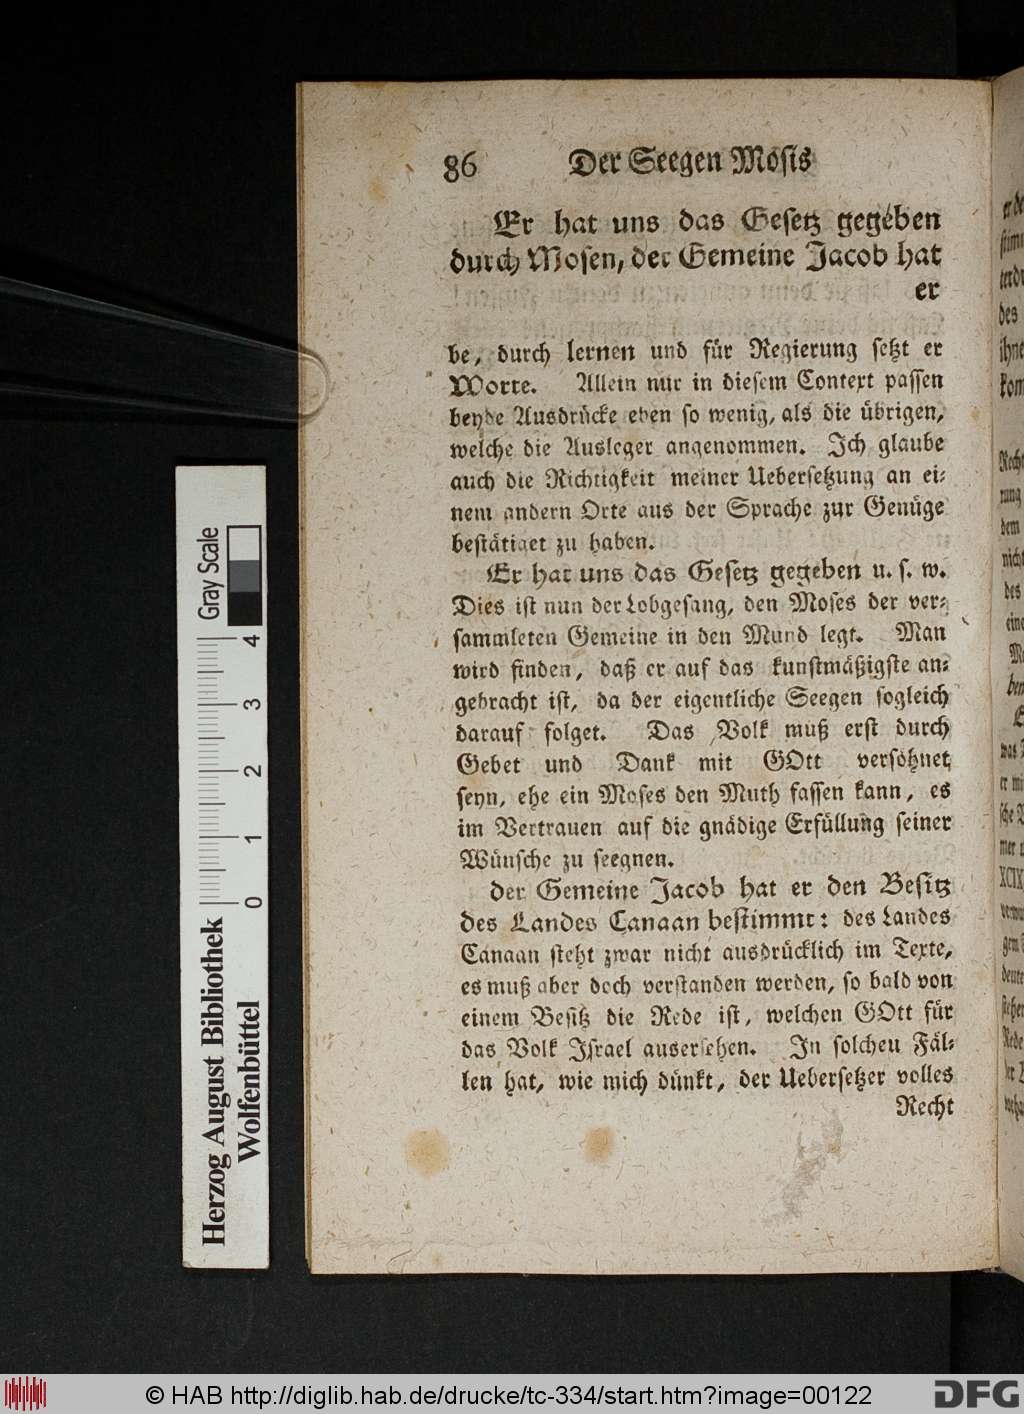 86 Der Seegen Mosis
Er hat uns das Gesetz gegeben
durch Mosen, der Gemeine Jacob hat
er
be, durch lernen und für Regierung setzt er
Worte. Allein nur in diesem Context passen
beyde Ausdrücke eben so wenig, als die übrigen,
welche die Ausleger angenommen. Ich glaube
auch die Richtigkeit meiner Uebersetzung an ei⸗
nem andern Orte aus der Sprache zur Genüge
bestätiget zu haben.
Er hat uns das Gesetz gegeben u. s. w.
Dies ist nun der Lobgesang, den Moses der ver⸗
sammleten Gemeine in den Mund legt. Man
wird finden, daß er auf das kunstmäßigste an⸗
gebracht ist, da der eigentliche Seegen sogleich
darauf folget. Das Volk muß erst durch
Gebet und Dank mit GOtt versöhnet
seyn, ehe ein Moses den Muth fassen kann, es
im Vertrauen auf die gnädige Erfüllung seiner
Wünsche zu seegnen.
der Gemeine Jacob hat er den Besitz
des Landes Canaan bestimmt: des Landes
Canaan steht zwar nicht ausdrücklich im Texte,
es muß aber doch verstanden werden, so bald von
einem Besitz die Rede ist, welchen GOtt für
das Volk Israel ausersehen. In solchen Fäl⸗
len hat, wie mich dünkt, der Uebersetzer volles
Recht
Gray Scale
0 1 2 3 4
Herzog August Bibliothek
Wolfenbüttel
© HAB http://diglib.hab.de/drucke/tc-334/start.htm?image=00122
DFG